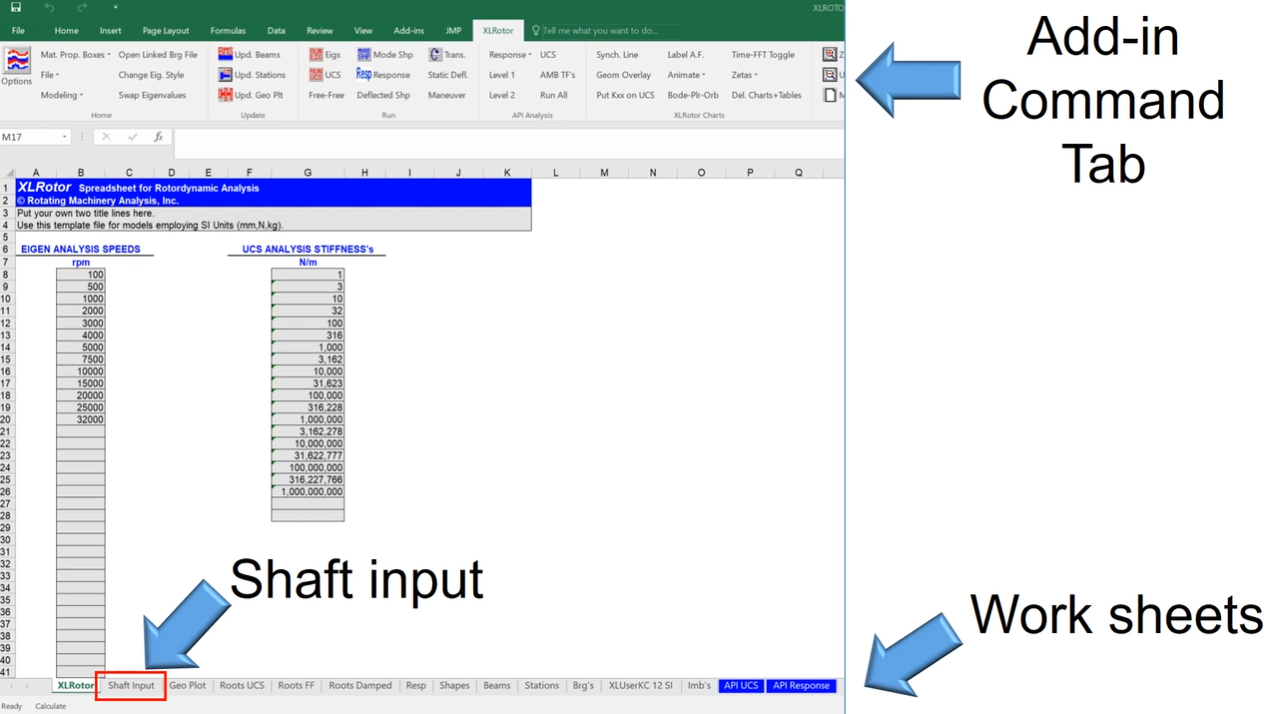 XLROTO
File Home Insert Page Layout Formulas Data Review View Add-ins JMP XLRotor Tell me what you want to do...
Mat. Prop. Boxes Open Linked Brg File Upd. Beams Eigs Mode Shp Trans. Response UCS Synch. Line Label A.F. Time-FFT Toggle
Options File Change Eig. Style Upd. Stations UCS Resp Response Static Defl. Level 1 AMB TF's Geom Overlay Animate Zetas
Modeling Swap Eigenvalues Upd. Geo Plt Free-Free Deflected Shp Maneuver Level 2 Run All Put Kxx on UCS Bode-Plr-Orb Del. Charts+Tables
Home Update Run API Analysis XLRotor Charts
Add-in
Command
Tab
M17 fx
A B C D E F G H I J K L M N O P Q
1 XLRotor Spreadsheet for Rotordynamic Analysis
2 © Rotating Machinery Analysis, Inc.
3 Put your own two title lines here.
4 Use this template file for models employing SI Units (mm,N,kg).
5
6 EIGEN ANALYSIS SPEEDS UCS ANALYSIS STIFFNESS's
7 rpm N/m
8 100 1
9 500 3
10 1000 10
11 2000 32
12 3000 100
13 4000 316
14 5000 1,000
15 7500 3,162
16 10000 10,000
17 15000 31,623
18 20000 100,000
19 25000 316,228
20 32000 1,000,000
21 3,162,278
22 10,000,000
23 31,622,777
24 100,000,000
25 316,227,766
26 1,000,000,000
27
28
29
30
31
32
33
34
35
36
37
38
39
40
41
Shaft input
Work sheets
XLRotor Shaft Input Geo Plot Roots UCS Roots FF Roots Damped Resp Shapes Beams Stations Brg's XLUserKC 12 SI Imb's API UCS API Response
Ready Calculate